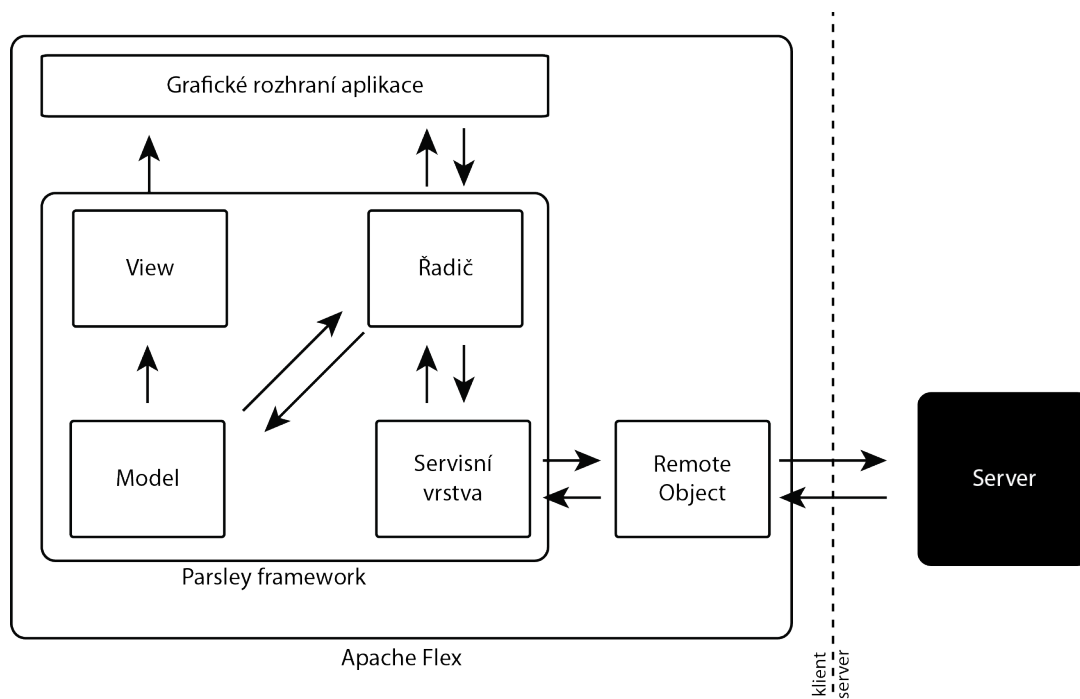 Grafické rozhraní aplikace
View
Řadič
Model
Servisní
vrstva
Remote
Object
Server
Parsley framework
Apache Flex
klient
server